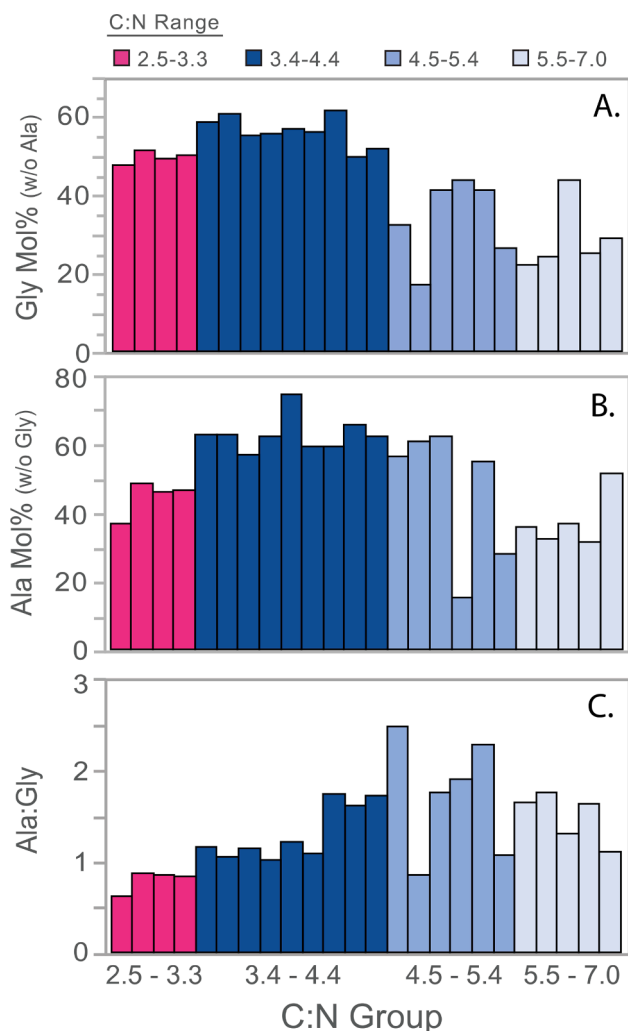 C:N Range
2.5-3.3 3.4-4.4 4.5-5.4 5.5-7.0
A.
Gly Mol% (w/o Ala)
60
40
20
0
B.
Ala Mol% (w/o Gly)
80
60
40
20
0
C.
Ala:Gly
3
2
1
0
2.5 - 3.3 3.4 - 4.4 4.5 - 5.4 5.5 - 7.0
C:N Group